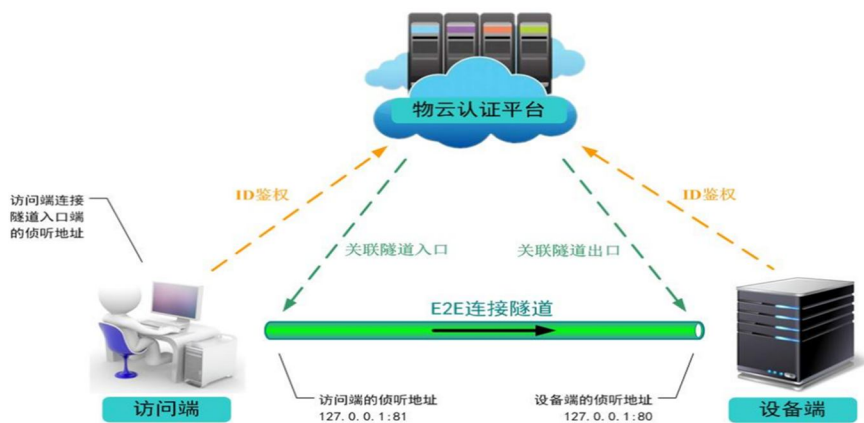 物云认证平台
ID鉴权
ID鉴权
访问端连接
隧道入口端
的侦听地址
关联隧道入口
关联隧道出口
E2E连接隧道
访问端的侦听地址
127.0.0.1:81
设备端的侦听地址
127.0.0.1:80
访问端
设备端